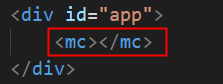 <div id="app">
<mc></mc>
</div>